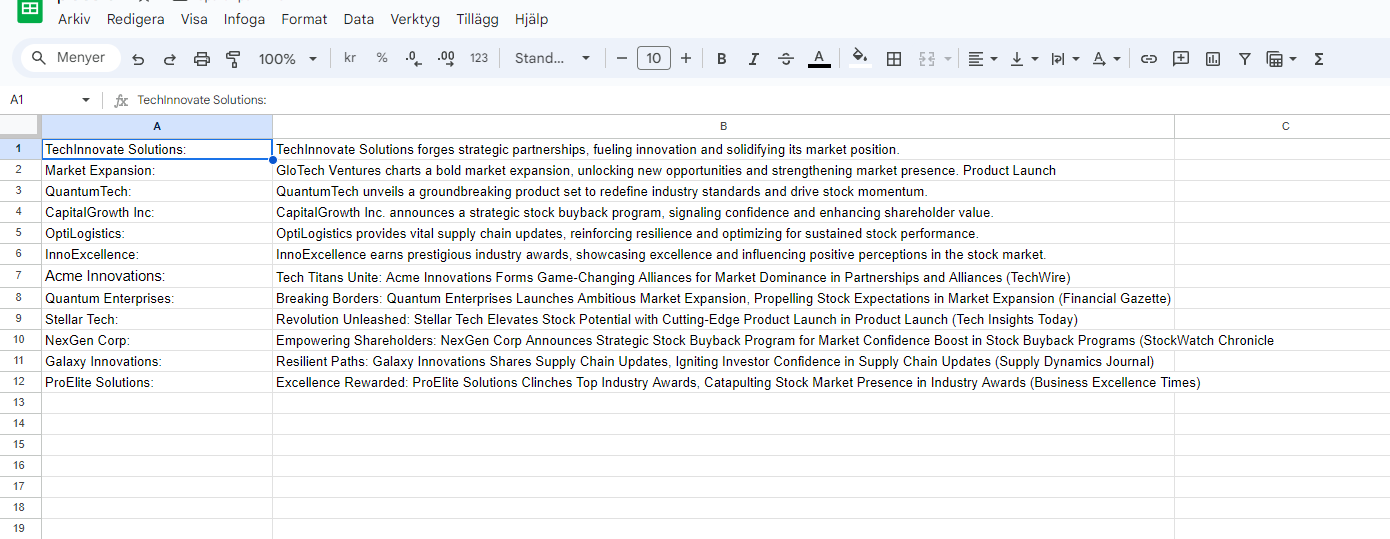 Arkiv Redigera Visa Infoga Format Data Verktyg Tillägg Hjälp
Menyer 100% kr % .0 .00 123 Stand... 10 B I A
A1 fx TechInnovate Solutions:
A B C
1 TechInnovate Solutions: TechInnovate Solutions forges strategic partnerships, fueling innovation and solidifying its market position.
2 Market Expansion: GloTech Ventures charts a bold market expansion, unlocking new opportunities and strengthening market presence. Product Launch
3 QuantumTech: QuantumTech unveils a groundbreaking product set to redefine industry standards and drive stock momentum.
4 CapitalGrowth Inc: CapitalGrowth Inc. announces a strategic stock buyback program, signaling confidence and enhancing shareholder value.
5 OptiLogistics: OptiLogistics provides vital supply chain updates, reinforcing resilience and optimizing for sustained stock performance.
6 InnoExcellence: InnoExcellence earns prestigious industry awards, showcasing excellence and influencing positive perceptions in the stock market.
7 Acme Innovations: Tech Titans Unite: Acme Innovations Forms Game-Changing Alliances for Market Dominance in Partnerships and Alliances (TechWire)
8 Quantum Enterprises: Breaking Borders: Quantum Enterprises Launches Ambitious Market Expansion, Propelling Stock Expectations in Market Expansion (Financial Gazette)
9 Stellar Tech: Revolution Unleashed: Stellar Tech Elevates Stock Potential with Cutting-Edge Product Launch in Product Launch (Tech Insights Today)
10 NexGen Corp: Empowering Shareholders: NexGen Corp Announces Strategic Stock Buyback Program for Market Confidence Boost in Stock Buyback Programs (StockWatch Chronicle
11 Galaxy Innovations: Resilient Paths: Galaxy Innovations Shares Supply Chain Updates, Igniting Investor Confidence in Supply Chain Updates (Supply Dynamics Journal)
12 ProElite Solutions: Excellence Rewarded: ProElite Solutions Clinches Top Industry Awards, Catapulting Stock Market Presence in Industry Awards (Business Excellence Times)
13
14
15
16
17
18
19